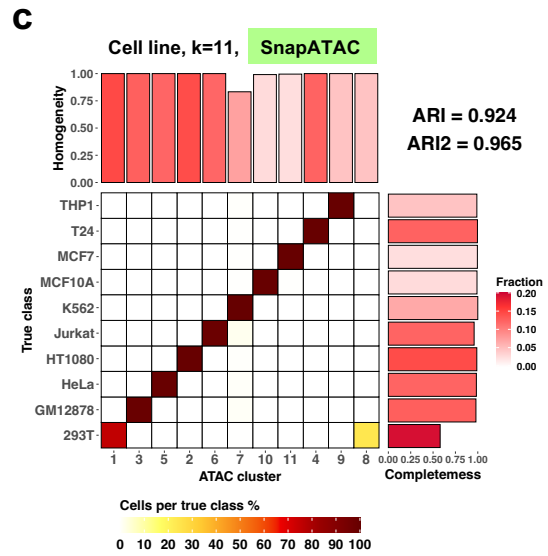 C
Cell line, k=11, SnapATAC
Homogeneity
1.00
0.75
0.50
0.25
0.00
ARI = 0.924
ARI2 = 0.965
True class
THP1
T24
MCF7
MCF10A
K562
Jurkat
HT1080
HeLa
GM12878
293T
1 3 5 2 6 7 10 11 4 9 8
ATAC cluster
0.00 0.25 0.50 0.75 1.00
Completemess
Fraction
0.20
0.15
0.10
0.05
0.00
Cells per true class %
0 10 20 30 40 50 60 70 80 90 100